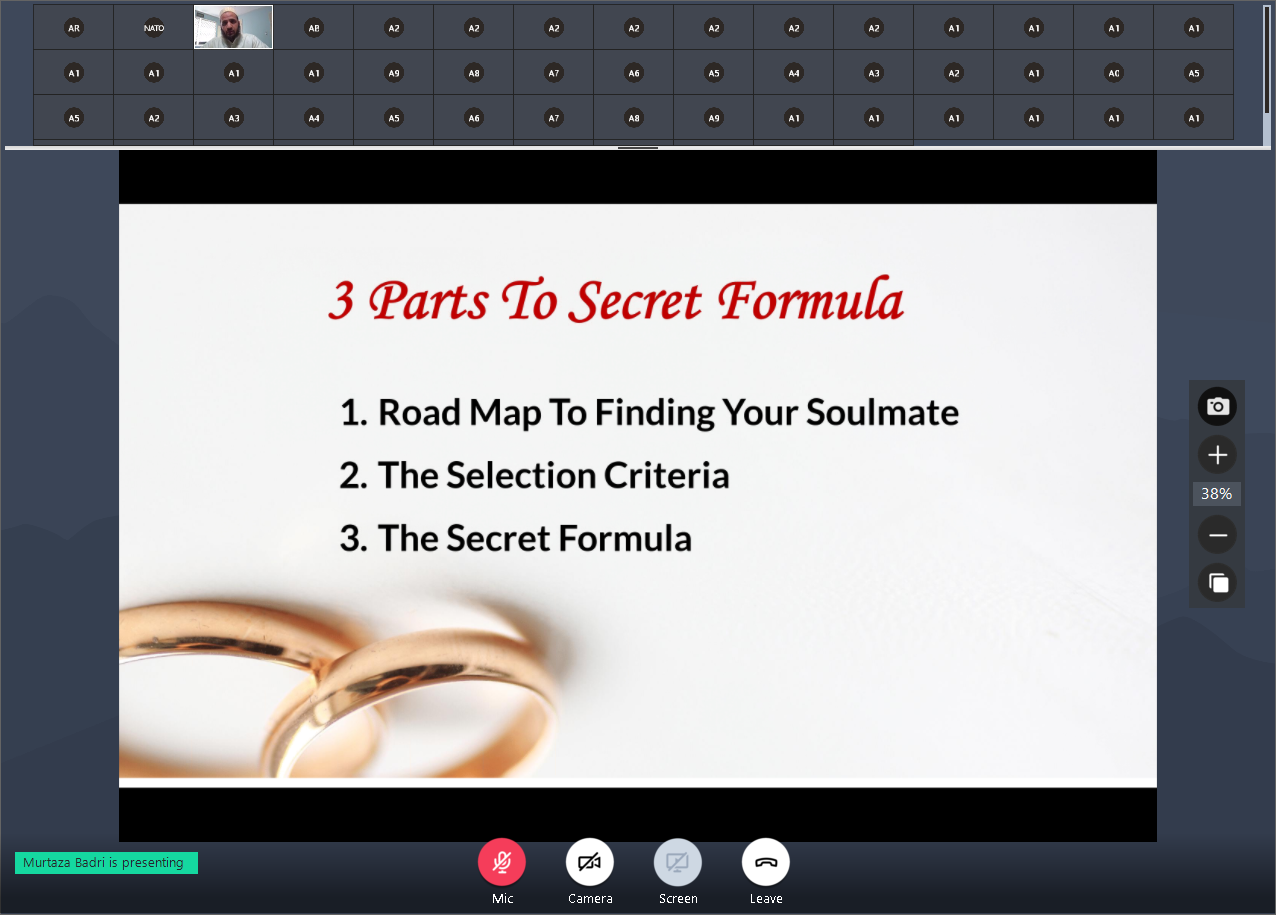 AR NATO AB A2 A2 A2 A2 A2 A2 A2 A1 A1 A1 A1
A1 A1 A1 A1 A9 A8 A7 A6 A5 A4 A3 A2 A1 A0 A5
A5 A2 A3 A4 A5 A6 A7 A8 A9 A1 A1 A1 A1 A1 A1
3 Parts To Secret Formula
1. Road Map To Finding Your Soulmate
2. The Selection Criteria
3. The Secret Formula
38%
Murtaza Badri is presenting
Mic Camera Screen Leave